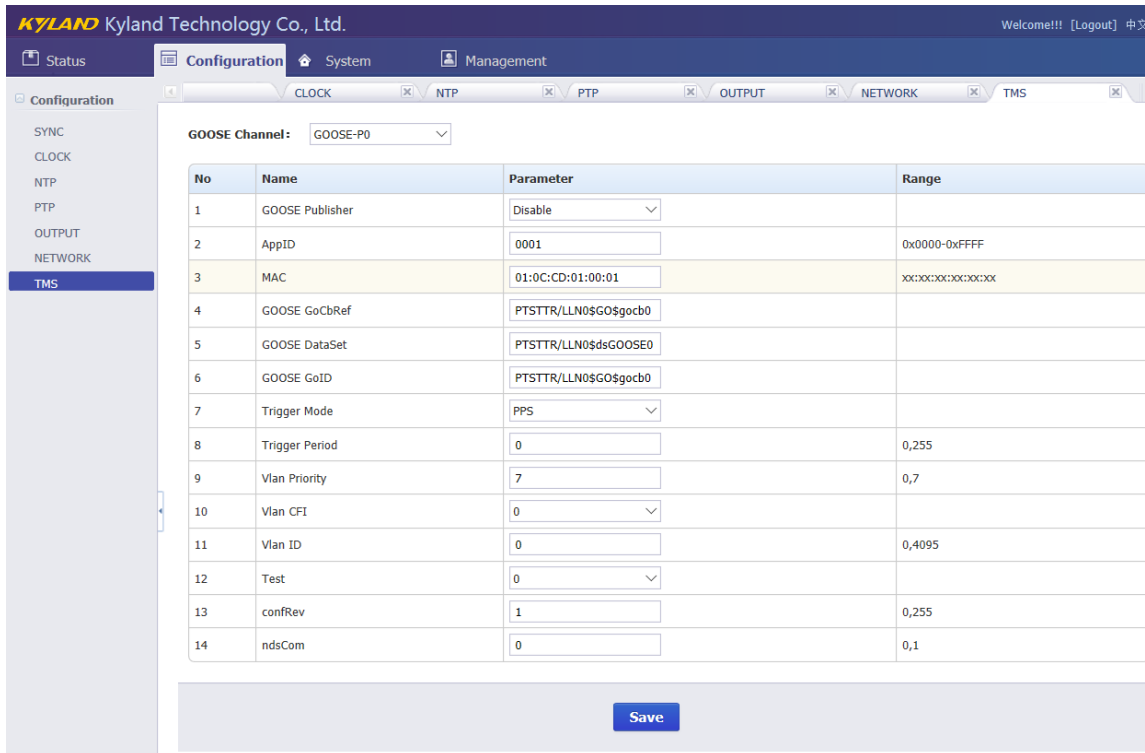 KYLAND Kyland Technology Co., Ltd.
Welcome!!! [Logout] 中文
Status Configuration System Management
Configuration
SYNC
CLOCK
NTP
PTP
OUTPUT
NETWORK
TMS
CLOCK NTP PTP OUTPUT NETWORK TMS
GOOSE Channel: GOOSE-P0
No Name Parameter Range
1 GOOSE Publisher Disable
2 AppID 0001 0x0000-0xFFFF
3 MAC 01:0C:CD:01:00:01 xx:xx:xx:xx:xx:xx
4 GOOSE GoCbRef PTSTTR/LLN0$GO$gocb0
5 GOOSE DataSet PTSTTR/LLN0$dsGOOSE0
6 GOOSE GoID PTSTTR/LLN0$GO$gocb0
7 Trigger Mode PPS
8 Trigger Period 0 0,255
9 Vlan Priority 7 0,7
10 Vlan CFI 0
11 Vlan ID 0 0,4095
12 Test 0
13 confRev 1 0,255
14 ndsCom 0 0,1
Save